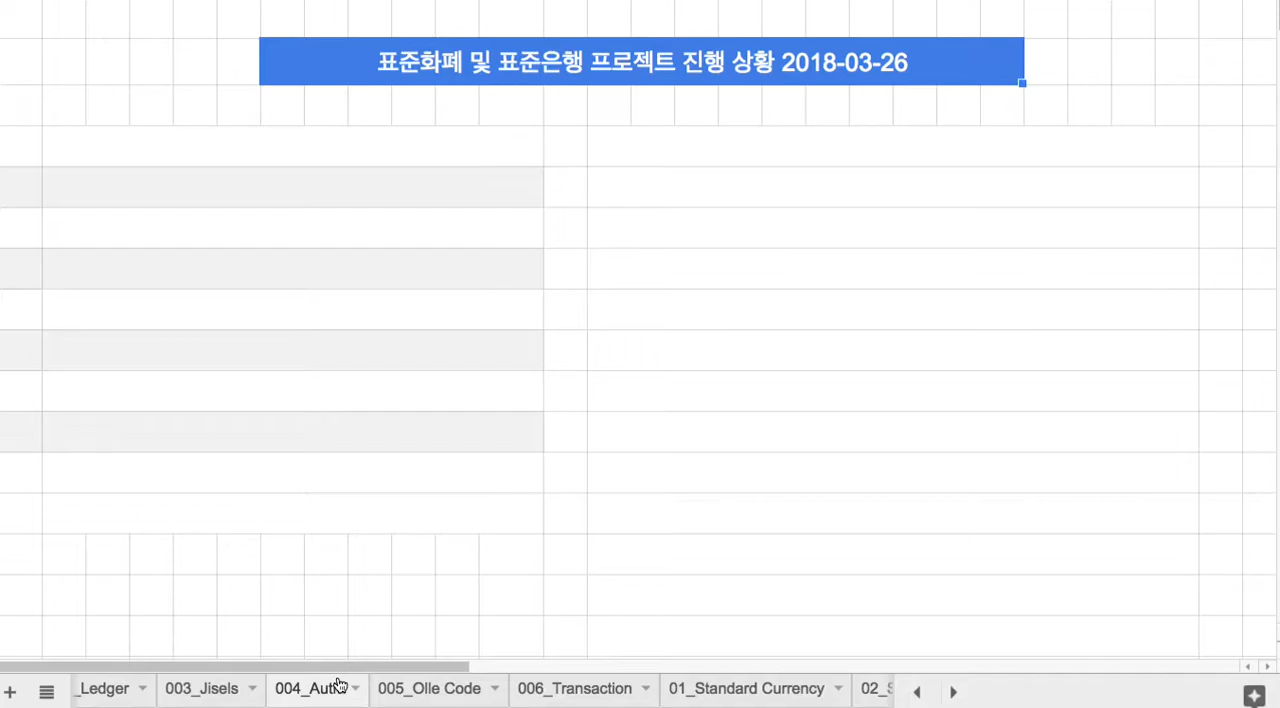 표준화폐 및 표준은행 프로젝트 진행 상황 2018-03-26
_Ledger
003_Jisels
005_Olle Code
006_Transaction
01_Standard Currency